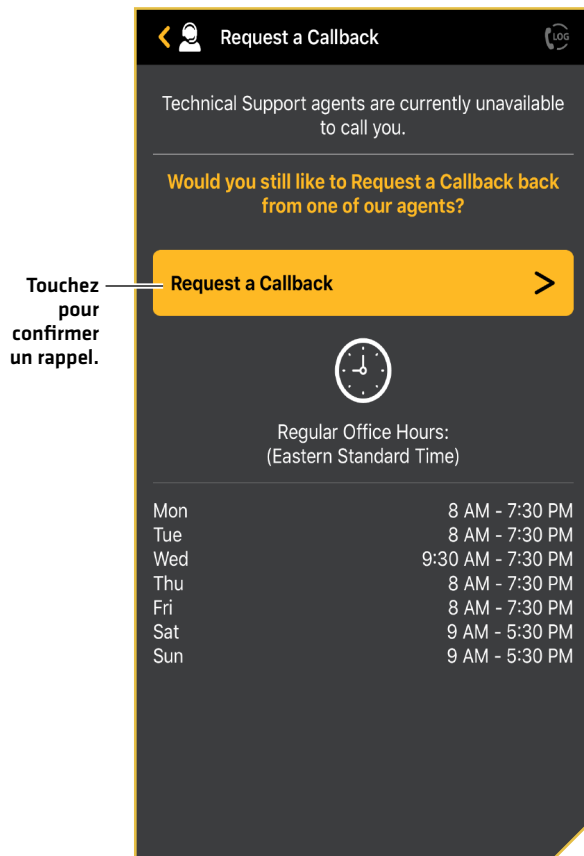 Request a Callback
LOG
Technical Support agents are currently unavailable
to call you.
Would you still like to Request a Callback back
from one of our agents?
Request a Callback
Touchez
pour
confirmer
un rappel.
Regular Office Hours:
(Eastern Standard Time)
Mon 8 AM - 7:30 PM
Tue 8 AM - 7:30 PM
Wed 9:30 AM - 7:30 PM
Thu 8 AM - 7:30 PM
Fri 8 AM - 7:30 PM
Sat 9 AM - 5:30 PM
Sun 9 AM - 5:30 PM